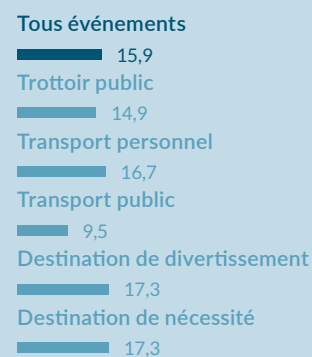 Tous événements
15,9
Trottoir public
14,9
Transport personnel
16,7
Transport public
9,5
Destination de divertissement
17,3
Destination de nécessité
17,3